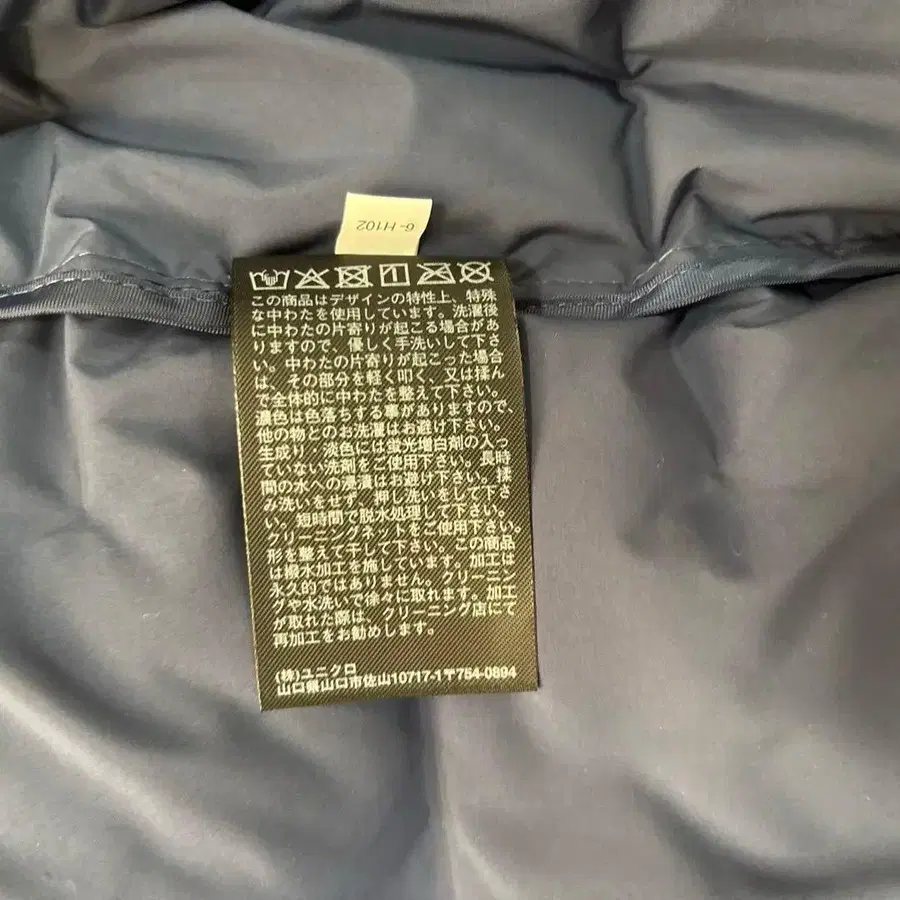 6-H102
この商品はデザインの特性上、特殊
な中わたを使用しています。洗濯後
に中わたの片寄りが起こる場合があ
りますので、優しく手洗いして下さ
い。中わたの片寄りが起こった場合
は、その部分を軽く叩く、又は揉ん
で全体的に中わたを整えて下さい。
濃色は色落ちする事がありますので、
他の物とのお洗濯はお避け下さい。
生成り・淡色には蛍光増白剤の入っ
ていない洗剤をご使用下さい。長時
間の水への浸漬はお避け下さい。揉
み洗いをせず、押し洗いをして下さ
い。短時間で脱水処理して下さい。
クリーニングネットをご使用下さい。
形を整えて干して下さい。この商品
は撥水加工を施しています。加工は
永久的ではありません。クリーニン
グや水洗いで徐々に取れます。加工
が取れた際は、クリーニング店にて
再加工をお勧めします。
(株)ユニクロ
山口県山口市佐山10717-1〒754-0894